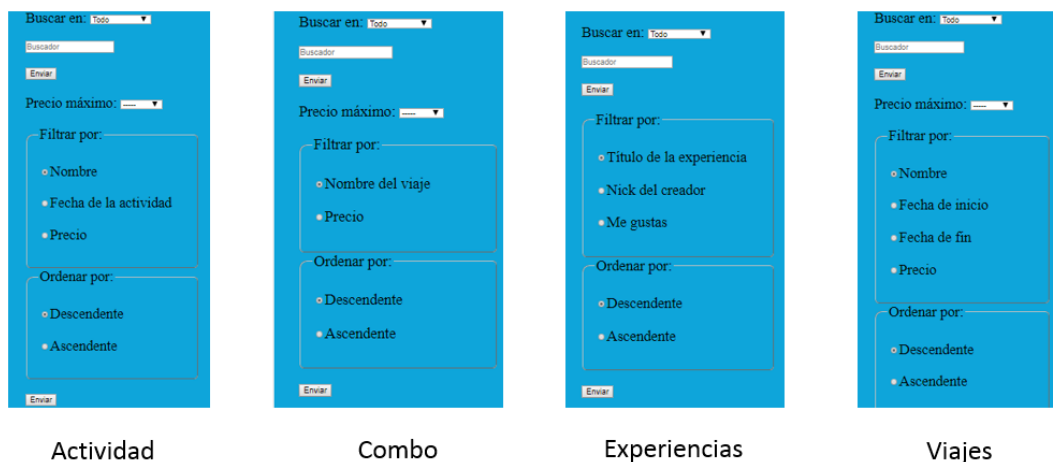 Buscar en: Todo
Buscador
Enviar
Precio máximo: -----
Filtrar por:
Nombre
Fecha de la actividad
Precio
Ordenar por:
Descendente
Ascendente
Enviar
Actividad
Buscar en: Todo
Buscador
Enviar
Precio máximo: -----
Filtrar por:
Nombre del viaje
Precio
Ordenar por:
Descendente
Ascendente
Enviar
Combo
Buscar en: Todo
Buscador
Enviar
Filtrar por:
Título de la experiencia
Nick del creador
Me gustas
Ordenar por:
Descendente
Ascendente
Enviar
Experiencias
Buscar en: Todo
Buscador
Enviar
Precio máximo: -----
Filtrar por:
Nombre
Fecha de inicio
Fecha de fin
Precio
Ordenar por:
Descendente
Ascendente
Viajes